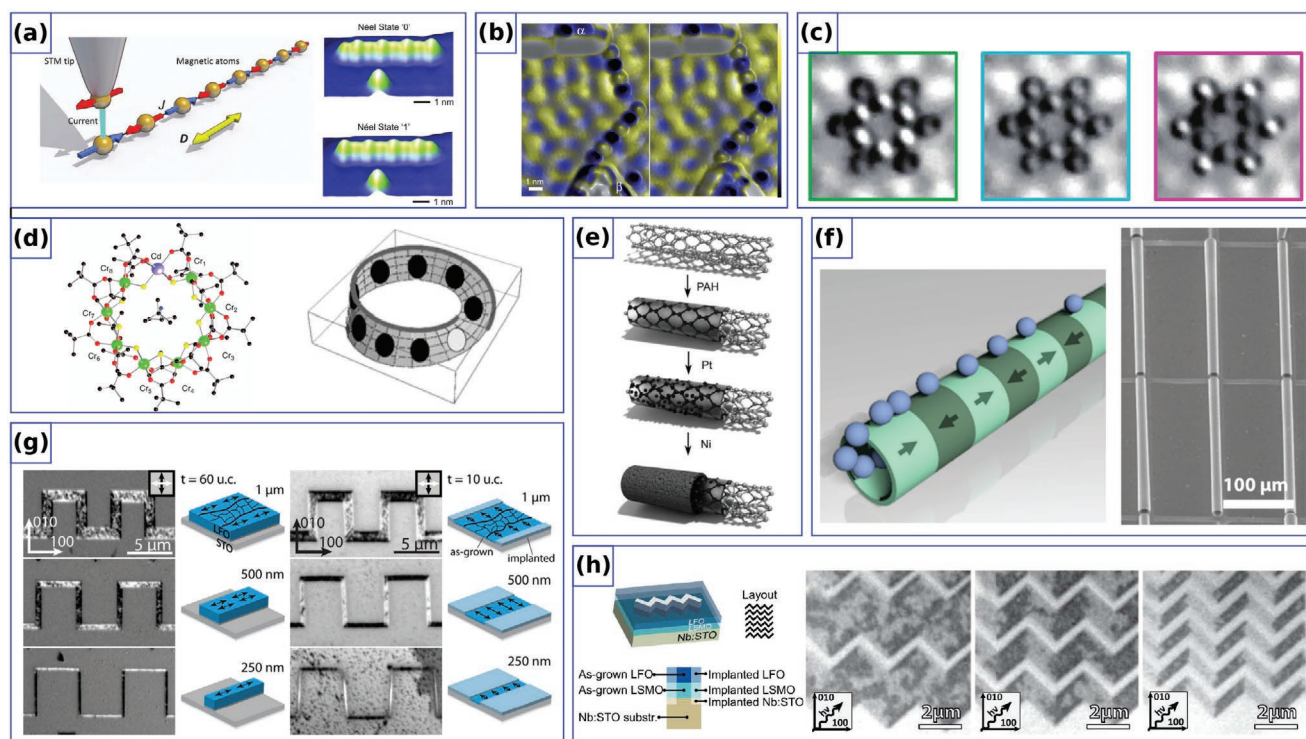 (a)
STM tip
Magnetic atoms
Current
J
D
Néel State '0'
1 nm
Néel State '1'
1 nm
(b)
α
1 nm
β
(c)
(d)
Cd
Cr1
Cr2
Cr3
Cr4
Cr5
Cr6
Cr7
Cr8
(e)
PAH
Pt
Ni
(f)
100 μm
(g)
t = 60 u.c.
1 μm
LFO
STO
010
100
5 μm
500 nm
250 nm
t = 10 u.c.
1 μm
as-grown
implanted
010
100
5 μm
500 nm
250 nm
(h)
Layout
LFO
LSMO
Nb:STO
As-grown LFO
Implanted LFO
As-grown LSMO
Implanted LSMO
Implanted Nb:STO
Nb:STO substr.
010
hν
100
2μm
010
hν
100
2μm
010
hν
100
2μm